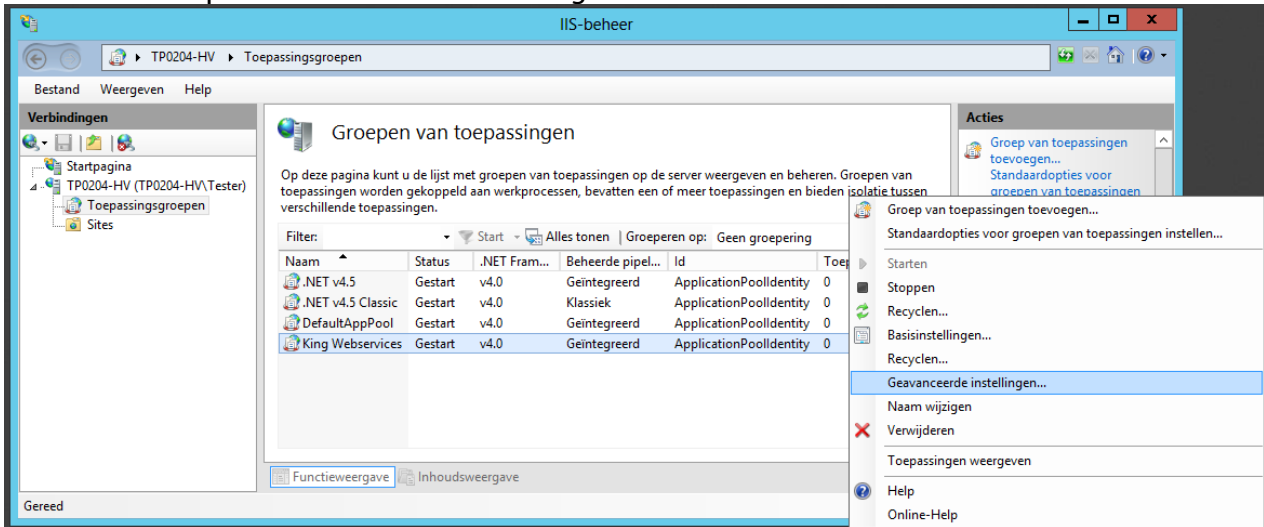 IIS-beheer
TP0204-HV Toepassingsgroepen
Bestand Weergeven Help
Verbindingen
Startpagina
TP0204-HV (TP0204-HV\Tester)
Toepassingsgroepen
Sites
Groepen van toepassingen
Op deze pagina kunt u de lijst met groepen van toepassingen op de server weergeven en beheren. Groepen van
toepassingen worden gekoppeld aan werkprocessen, bevatten een of meer toepassingen en bieden isolatie tussen
verschillende toepassingen.
Filter: Start Alles tonen Groeperen op: Geen groepering
Naam Status .NET Fram... Beheerde pipel... Id
.NET v4.5 Gestart v4.0 Geïntegreerd ApplicationPoolIdentity 0
.NET v4.5 Classic Gestart v4.0 Klassiek ApplicationPoolIdentity 0
DefaultAppPool Gestart v4.0 Geïntegreerd ApplicationPoolIdentity 0
King Webservices Gestart v4.0 Geïntegreerd ApplicationPoolIdentity 0
Functieweergave Inhoudsweergave
Gereed
Acties
Groep van toepassingen
toevoegen...
Standaardopties voor
groepen van toepassingen
Groep van toepassingen toevoegen...
Standaardopties voor groepen van toepassingen instellen...
Starten
Stoppen
Recyclen...
Basisinstellingen...
Recyclen...
Geavanceerde instellingen...
Naam wijzigen
Verwijderen
Toepassingen weergeven
Help
Online-Help